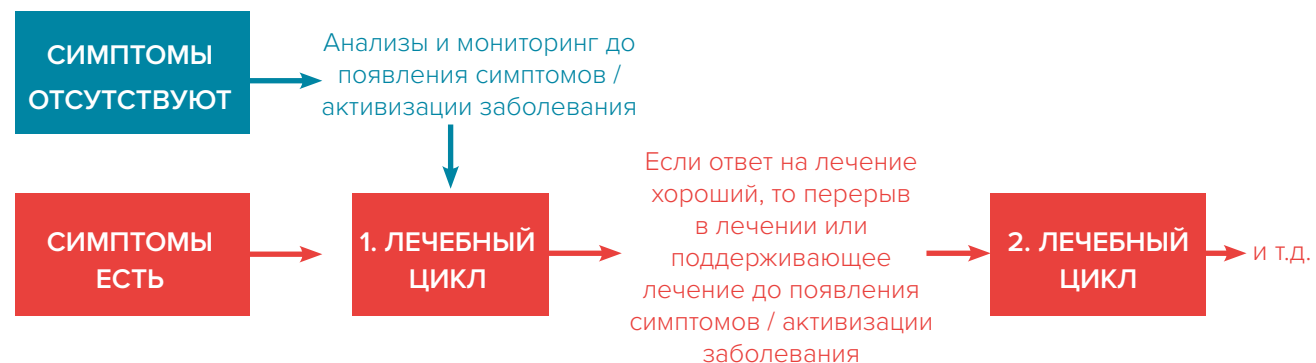 СИМПТОМЫ
ОТСУТСТВУЮТ
Анализы и мониторинг до
появления симптомов /
активизации заболевания
СИМПТОМЫ
ЕСТЬ
1. ЛЕЧЕБНЫЙ
ЦИКЛ
Если ответ на лечение
хороший, то перерыв
в лечении или
поддерживающее
лечение до появления
симптомов / активизации
заболевания
2. ЛЕЧЕБНЫЙ
ЦИКЛ
и т.д.